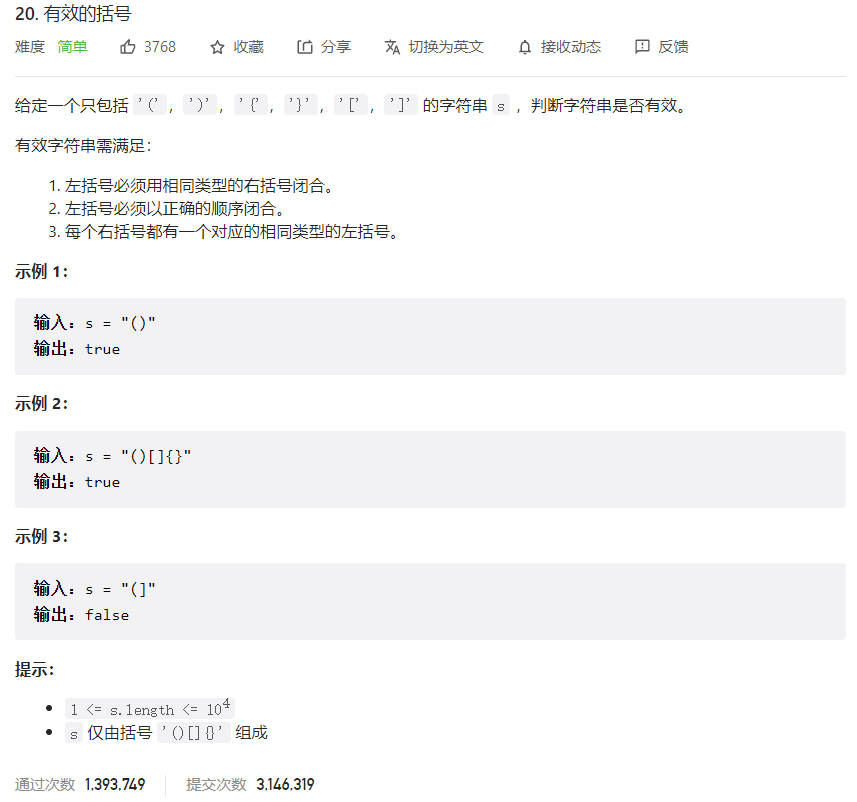 20. 有效的括号
难度 简单 3768 收藏 分享 切换为英文 接收动态 反馈
给定一个只包括 '(', ')', '{', '}', '[', ']' 的字符串 s ，判断字符串是否有效。
有效字符串需满足：
1. 左括号必须用相同类型的右括号闭合。
2. 左括号必须以正确的顺序闭合。
3. 每个右括号都有一个对应的相同类型的左括号。
示例 1：
输入：s = "()"
输出：true
示例 2：
输入：s = "()[]{}"
输出：true
示例 3：
输入：s = "(]"
输出：false
提示：
1 <= s.length <= 10⁴
s 仅由括号 '()[]{}' 组成
通过次数 1,393,749 提交次数 3,146,319